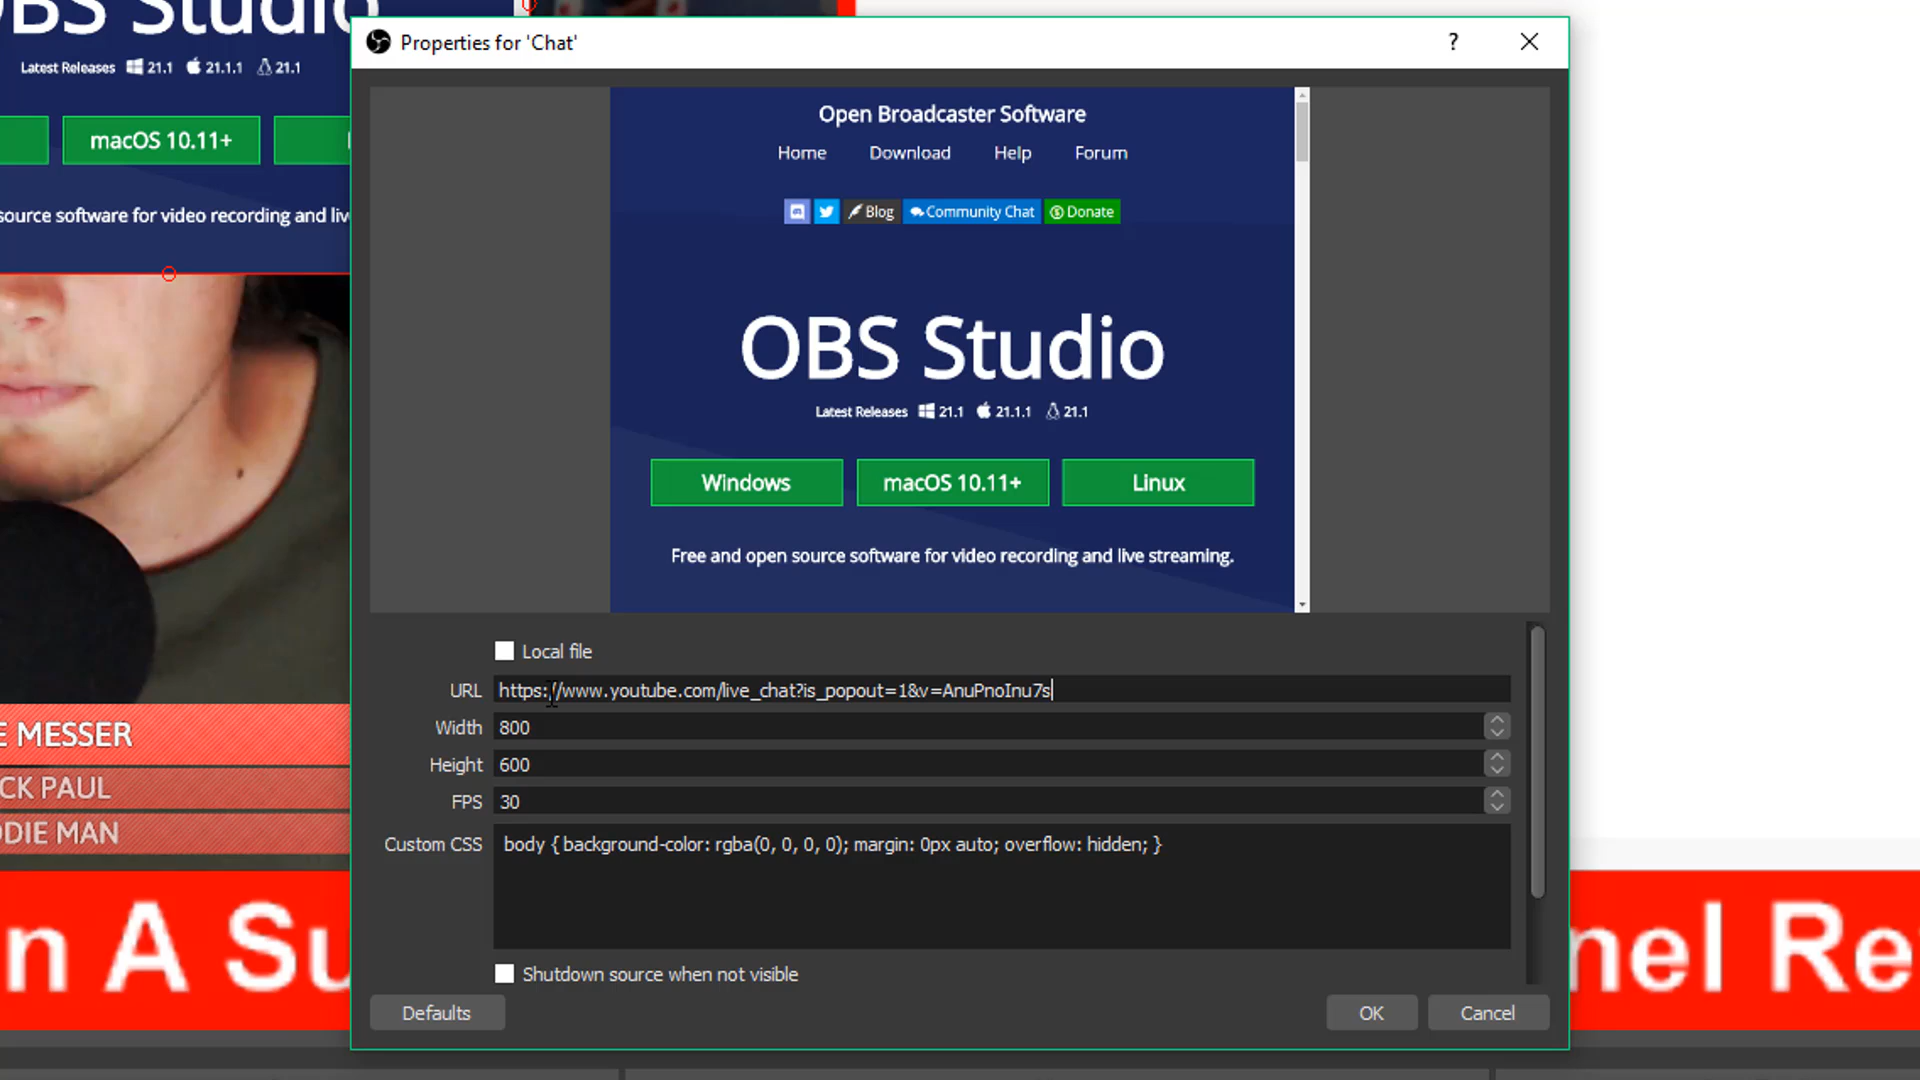 OBS Studio
Latest Releases 21.1 21.1.1 21.1
macOS 10.11+
source software for video recording and liv
E MESSER
CK PAUL
DDIE MAN
n A Su
nel Re
Properties for 'Chat'
?
Open Broadcaster Software
Home Download Help Forum
Blog Community Chat Donate
OBS Studio
Latest Releases 21.1 21.1.1 21.1
Windows macOS 10.11+ Linux
Free and open source software for video recording and live streaming.
Local file
URL https://www.youtube.com/live_chat?is_popout=1&v=AnuPnoInu7s
Width 800
Height 600
FPS 30
Custom CSS body { background-color: rgba(0, 0, 0, 0); margin: 0px auto; overflow: hidden; }
Shutdown source when not visible
Defaults OK Cancel